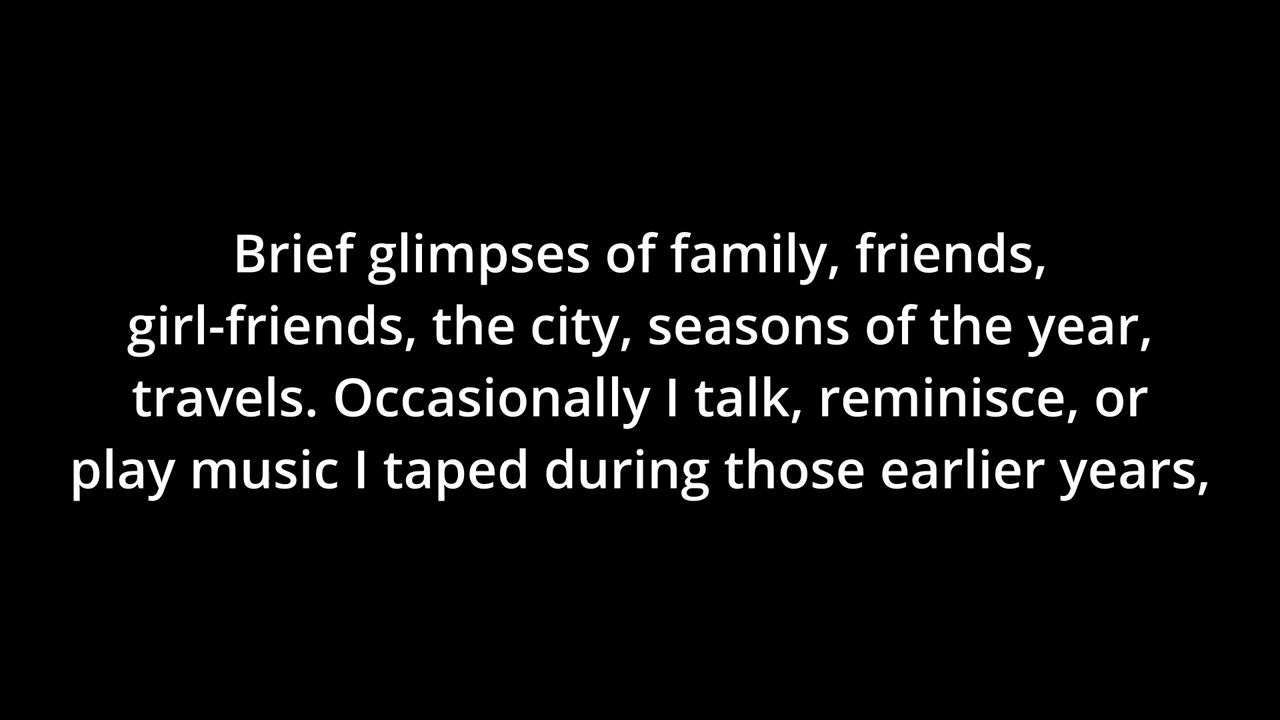 Brief glimpses of family, friends,
girl-friends, the city, seasons of the year,
travels. Occasionally I talk, reminisce, or
play music I taped during those earlier years,